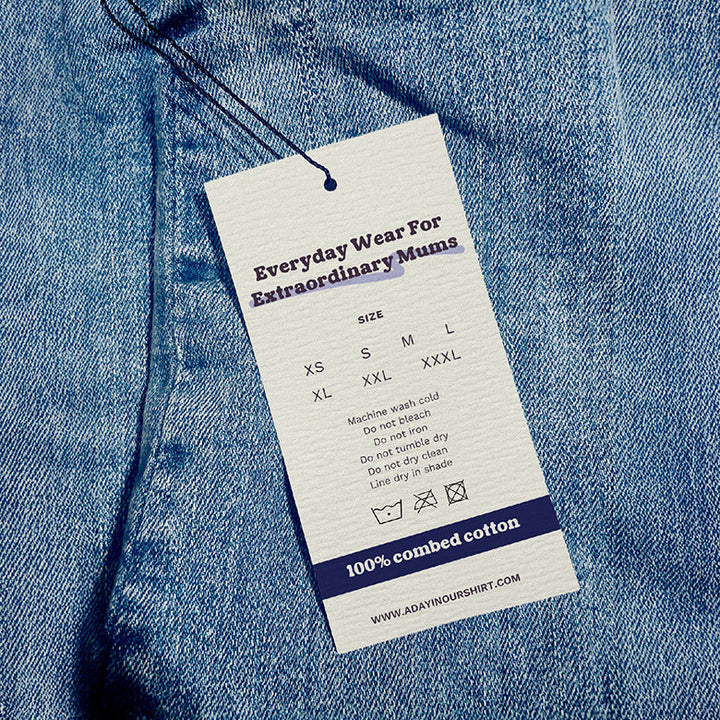 Everyday Wear For
Extraordinary Mums
SIZE
XS S M L
XL XXL XXXL
Machine wash cold
Do not bleach
Do not iron
Do not tumble dry
Do not dry clean
Line dry in shade
100% combed cotton
WWW.ADAYINOURSHIRT.COM